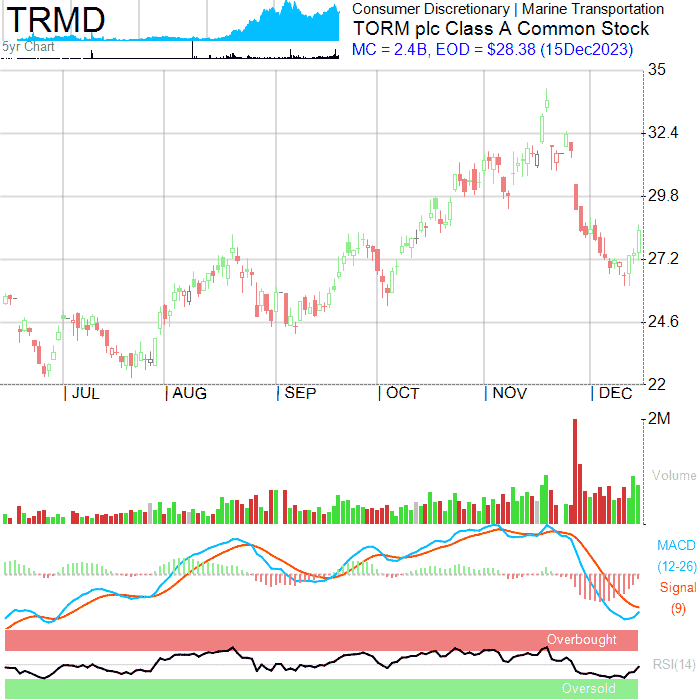 TRMD
5yr Chart
Consumer Discretionary | Marine Transportation
TORM plc Class A Common Stock
MC = 2.4B, EOD = $28.38 (15Dec2023)
35
32.4
29.8
27.2
24.6
22
| JUL | AUG | SEP | OCT | NOV | DEC
2M
Volume
MACD
(12-26)
Signal
(9)
Overbought
RSI(14)
Oversold